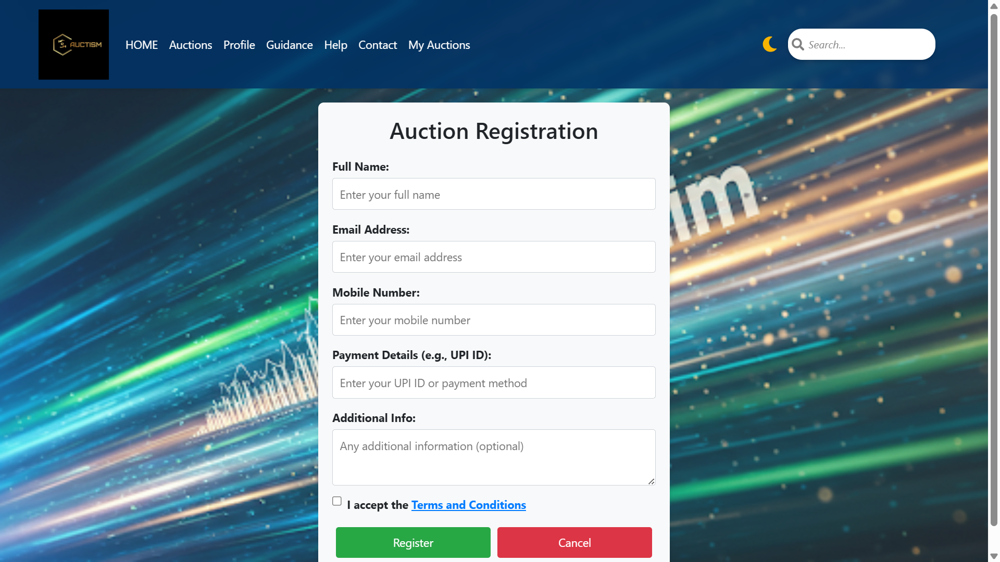 AUCTISM
HOME Auctions Profile Guidance Help Contact My Auctions
Search...
Auction Registration
Full Name:
Enter your full name
Email Address:
Enter your email address
Mobile Number:
Enter your mobile number
Payment Details (e.g., UPI ID):
Enter your UPI ID or payment method
Additional Info:
Any additional information (optional)
I accept the Terms and Conditions
Register Cancel